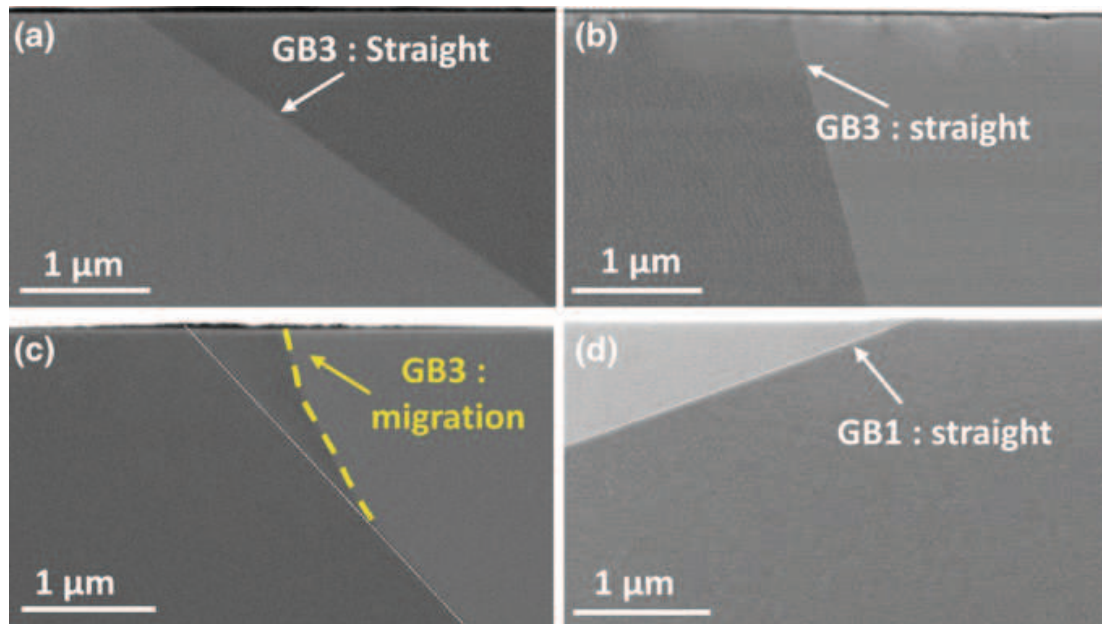 (a)
GB3 : Straight
1 μm
(b)
GB3 : straight
1 μm
(c)
GB3 :
migration
1 μm
(d)
GB1 : straight
1 μm